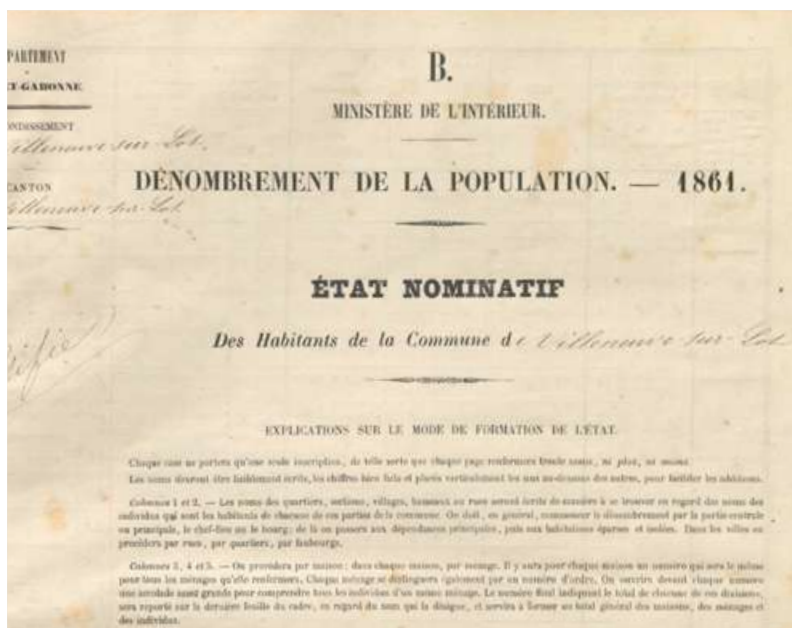 PARTEMENT
ET-GARONNE.
B.
MINISTÈRE DE L'INTÉRIEUR.
ONDISSEMENT
Villeneuve sur-Lot.
DÉNOMBREMENT DE LA POPULATION. — 1861.
CANTON
Villeneuve sur-Lot
ÉTAT NOMINATIF
Des Habitants de la Commune de Villeneuve sur-Lot
EXPLICATIONS SUR LE MODE DE FORMATION DE L'ÉTAT.
Chaque case ne portera qu'une seule inscription, de telle sorte que chaque page renfermera trente noms, ni plus, ni moins.
Les noms devront être lisiblement écrits, les chiffres bien faits et placés verticalement les uns au-dessous des autres, pour faciliter les additions.
Colonnes 1 et 2. — Les noms des quartiers, sections, villages, hameaux ou rues seront écrits de manière à se trouver en regard des noms des
individus qui sont les habitants de chacune de ces parties de la commune. On doit, en général, commencer le dénombrement par la partie centrale
ou principale, le chef-lieu ou le bourg; de là on passera aux dépendances principales, puis aux habitations éparses et isolées. Dans les villes on
procédera par rues, par quartiers, par faubourgs.
Colonnes 3, 4 et 5. — On procédera par maison; dans chaque maison, par ménage. Il y aura pour chaque maison un numéro qui sera le même
pour tous les ménages qu'elle renfermera. Chaque ménage se distinguera également par un numéro d'ordre. On ouvrira devant chaque numéro
une accolade assez grande pour comprendre tous les individus d'un même ménage. Le numéro final indiquant le total de chacune de ces divisions,
sera reporté sur la dernière feuille du cadre, en regard du nom qui la désigne, et servira à former un total général des maisons, des ménages et
des individus.